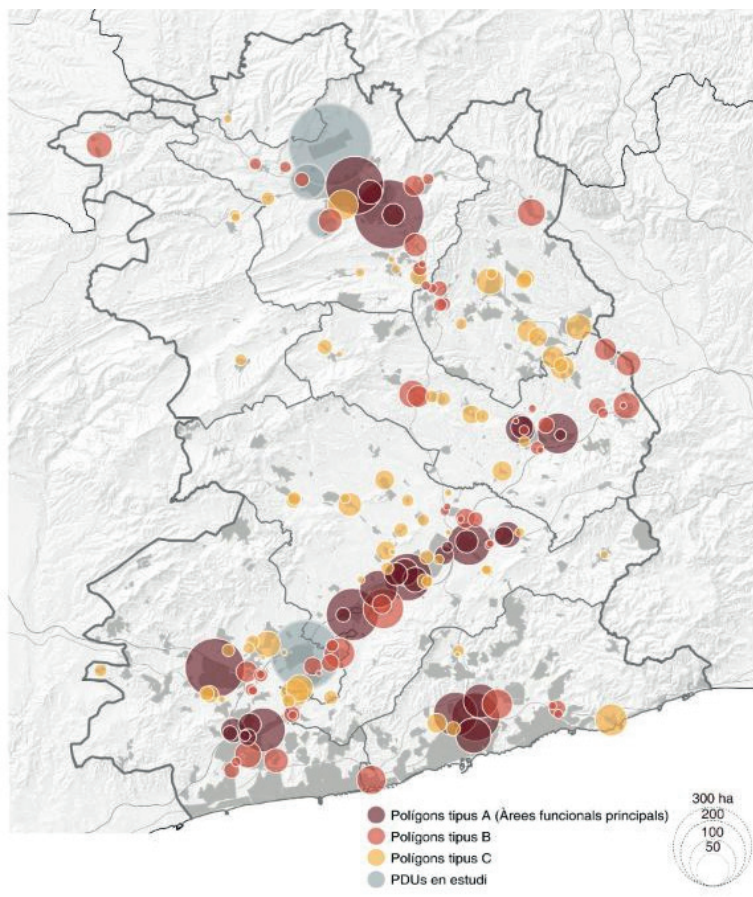 Polígons tipus A (Àrees funcionals principals)
Polígons tipus B
Polígons tipus C
PDUs en estudi
300 ha
200
100
50